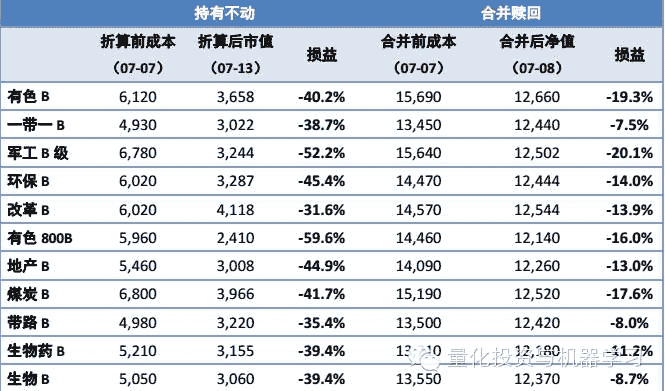 持有不动 合并赎回
折算前成本 折算后市值 损益 合并前成本 合并后净值 损益
（07-07） （07-13） （07-07） （07-08）
有色 B 6,120 3,658 -40.2% 15,690 12,660 -19.3%
一带一 B 4,930 3,022 -38.7% 13,450 12,440 -7.5%
军工 B 级 6,780 3,244 -52.2% 15,640 12,502 -20.1%
环保 B 6,020 3,287 -45.4% 14,470 12,444 -14.0%
改革 B 6,020 4,118 -31.6% 14,570 12,544 -13.9%
有色 800B 5,960 2,410 -59.6% 14,460 12,140 -16.0%
地产 B 5,460 3,008 -44.9% 14,090 12,260 -13.0%
煤炭 B 6,800 3,966 -41.7% 15,190 12,520 -17.6%
带路 B 4,980 3,220 -35.4% 13,500 12,420 -8.0%
生物药 B 5,210 3,155 -39.4% 12,180 -11.2%
生物 B 5,050 3,060 -39.4% 13,550 12,370 -8.7%
量化投资与机器学习